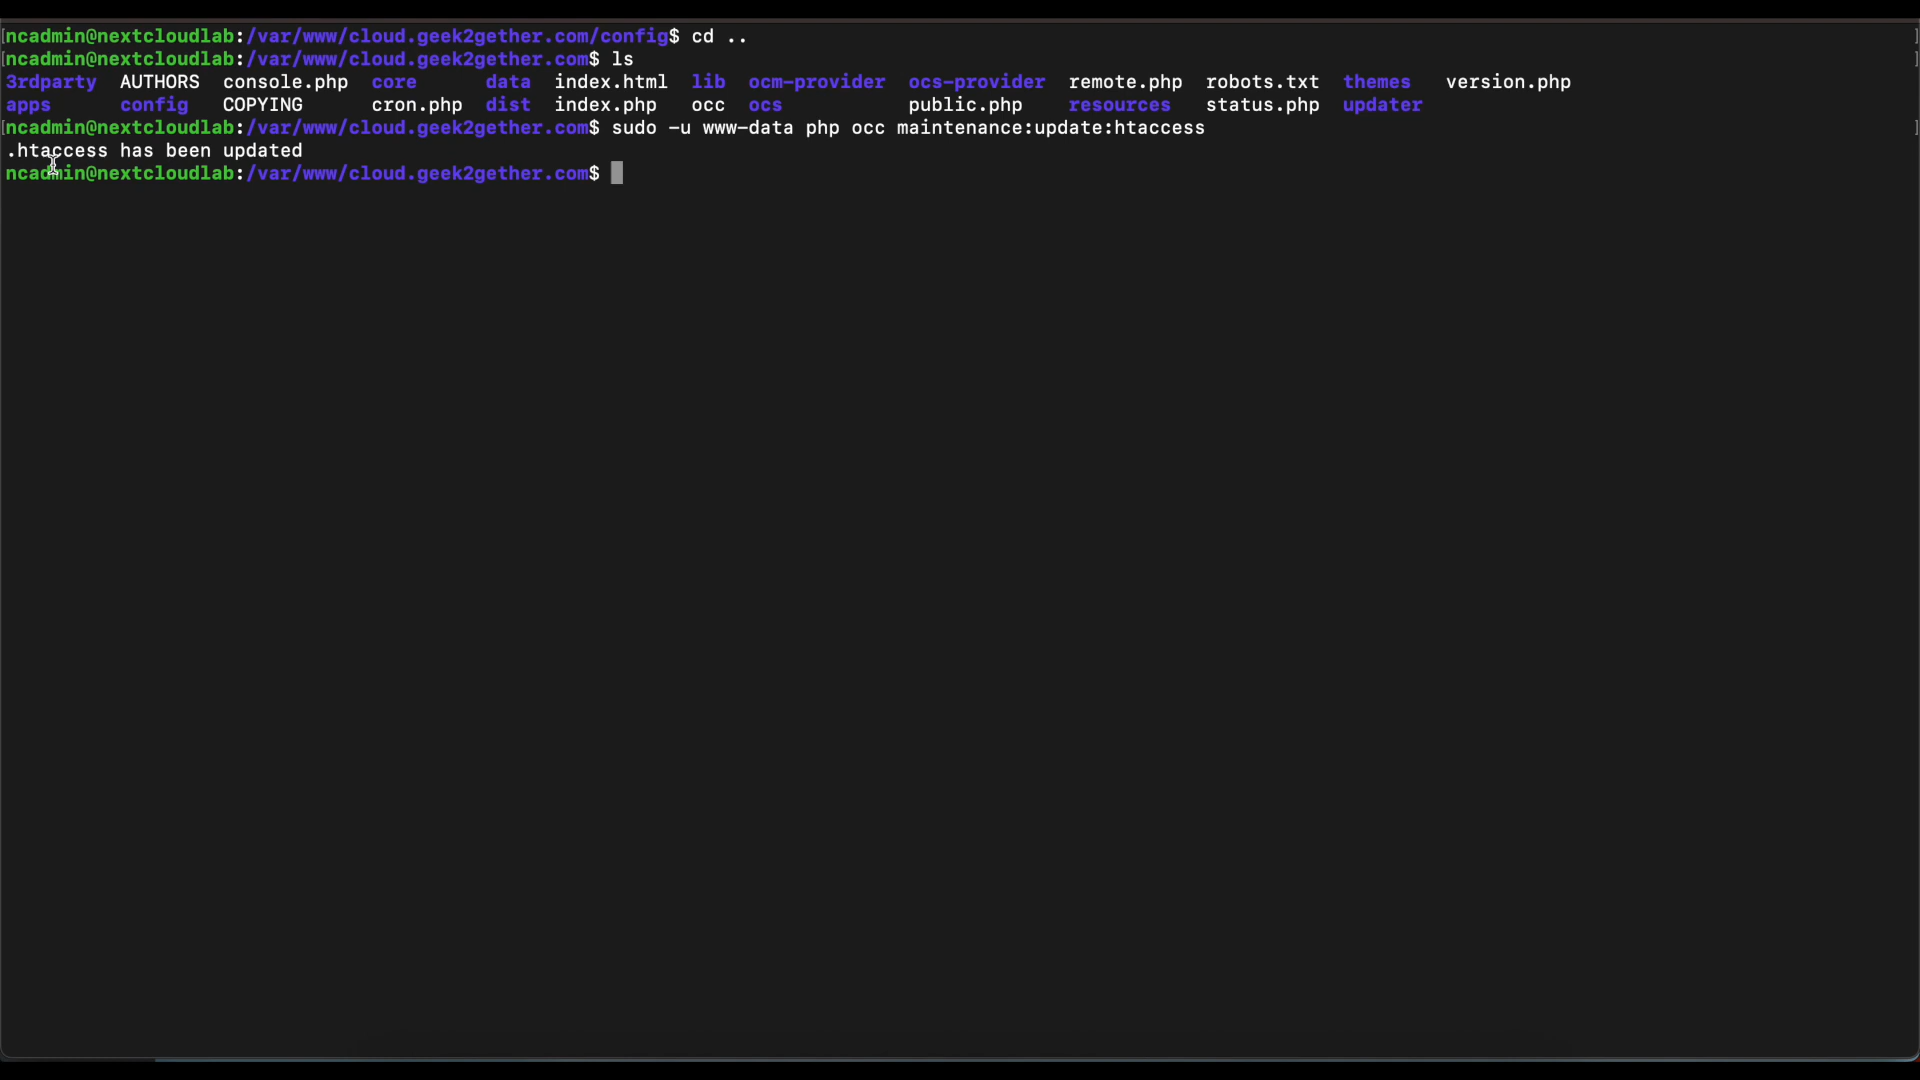 [ncadmin@nextcloudlab:/var/www/cloud.geek2gether.com/config$ cd .. ]
[ncadmin@nextcloudlab:/var/www/cloud.geek2gether.com$ ls ]
3rdparty AUTHORS console.php core data index.html lib ocm-provider ocs-provider remote.php robots.txt themes version.php
apps config COPYING cron.php dist index.php occ ocs public.php resources status.php updater
[ncadmin@nextcloudlab:/var/www/cloud.geek2gether.com$ sudo -u www-data php occ maintenance:update:htaccess ]
.htaccess has been updated
ncadmin@nextcloudlab:/var/www/cloud.geek2gether.com$